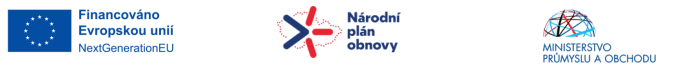 Financováno
Evropskou unií
NextGenerationEU
Národní
plán
obnovy
MINISTERSTVO
PRŮMYSLU A OBCHODU